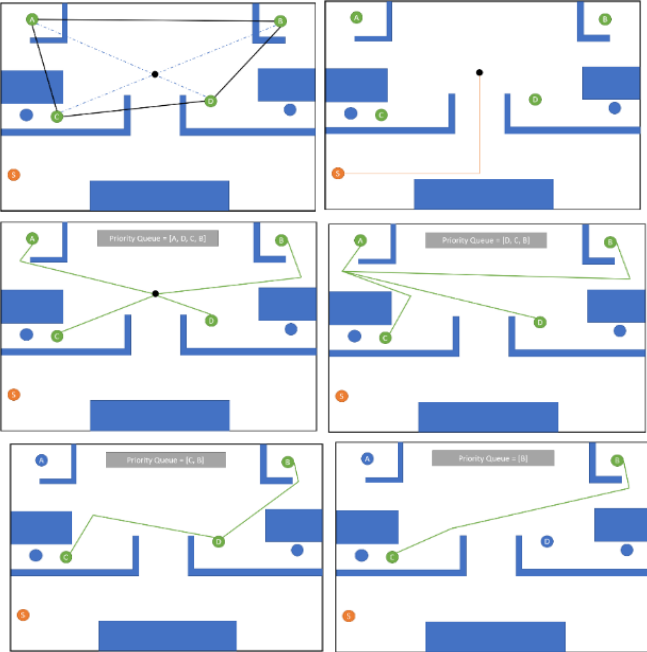 A
B
C
D
S
A
B
C
D
S
Priority Queue = [A, D, C, B]
A
B
C
D
S
Priority Queue = [D, C, B]
A
B
C
D
S
Priority Queue = [C, B]
A
B
C
D
S
Priority Queue = [B]
A
B
C
D
S